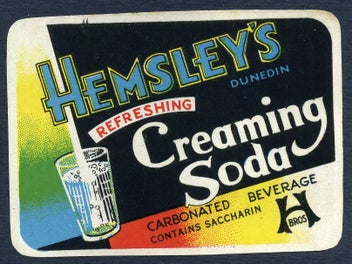 HEMSLEY'S
DUNEDIN
REFRESHING
Creaming
Soda
CARBONATED BEVERAGE
CONTAINS SACCHARIN
H
BROS